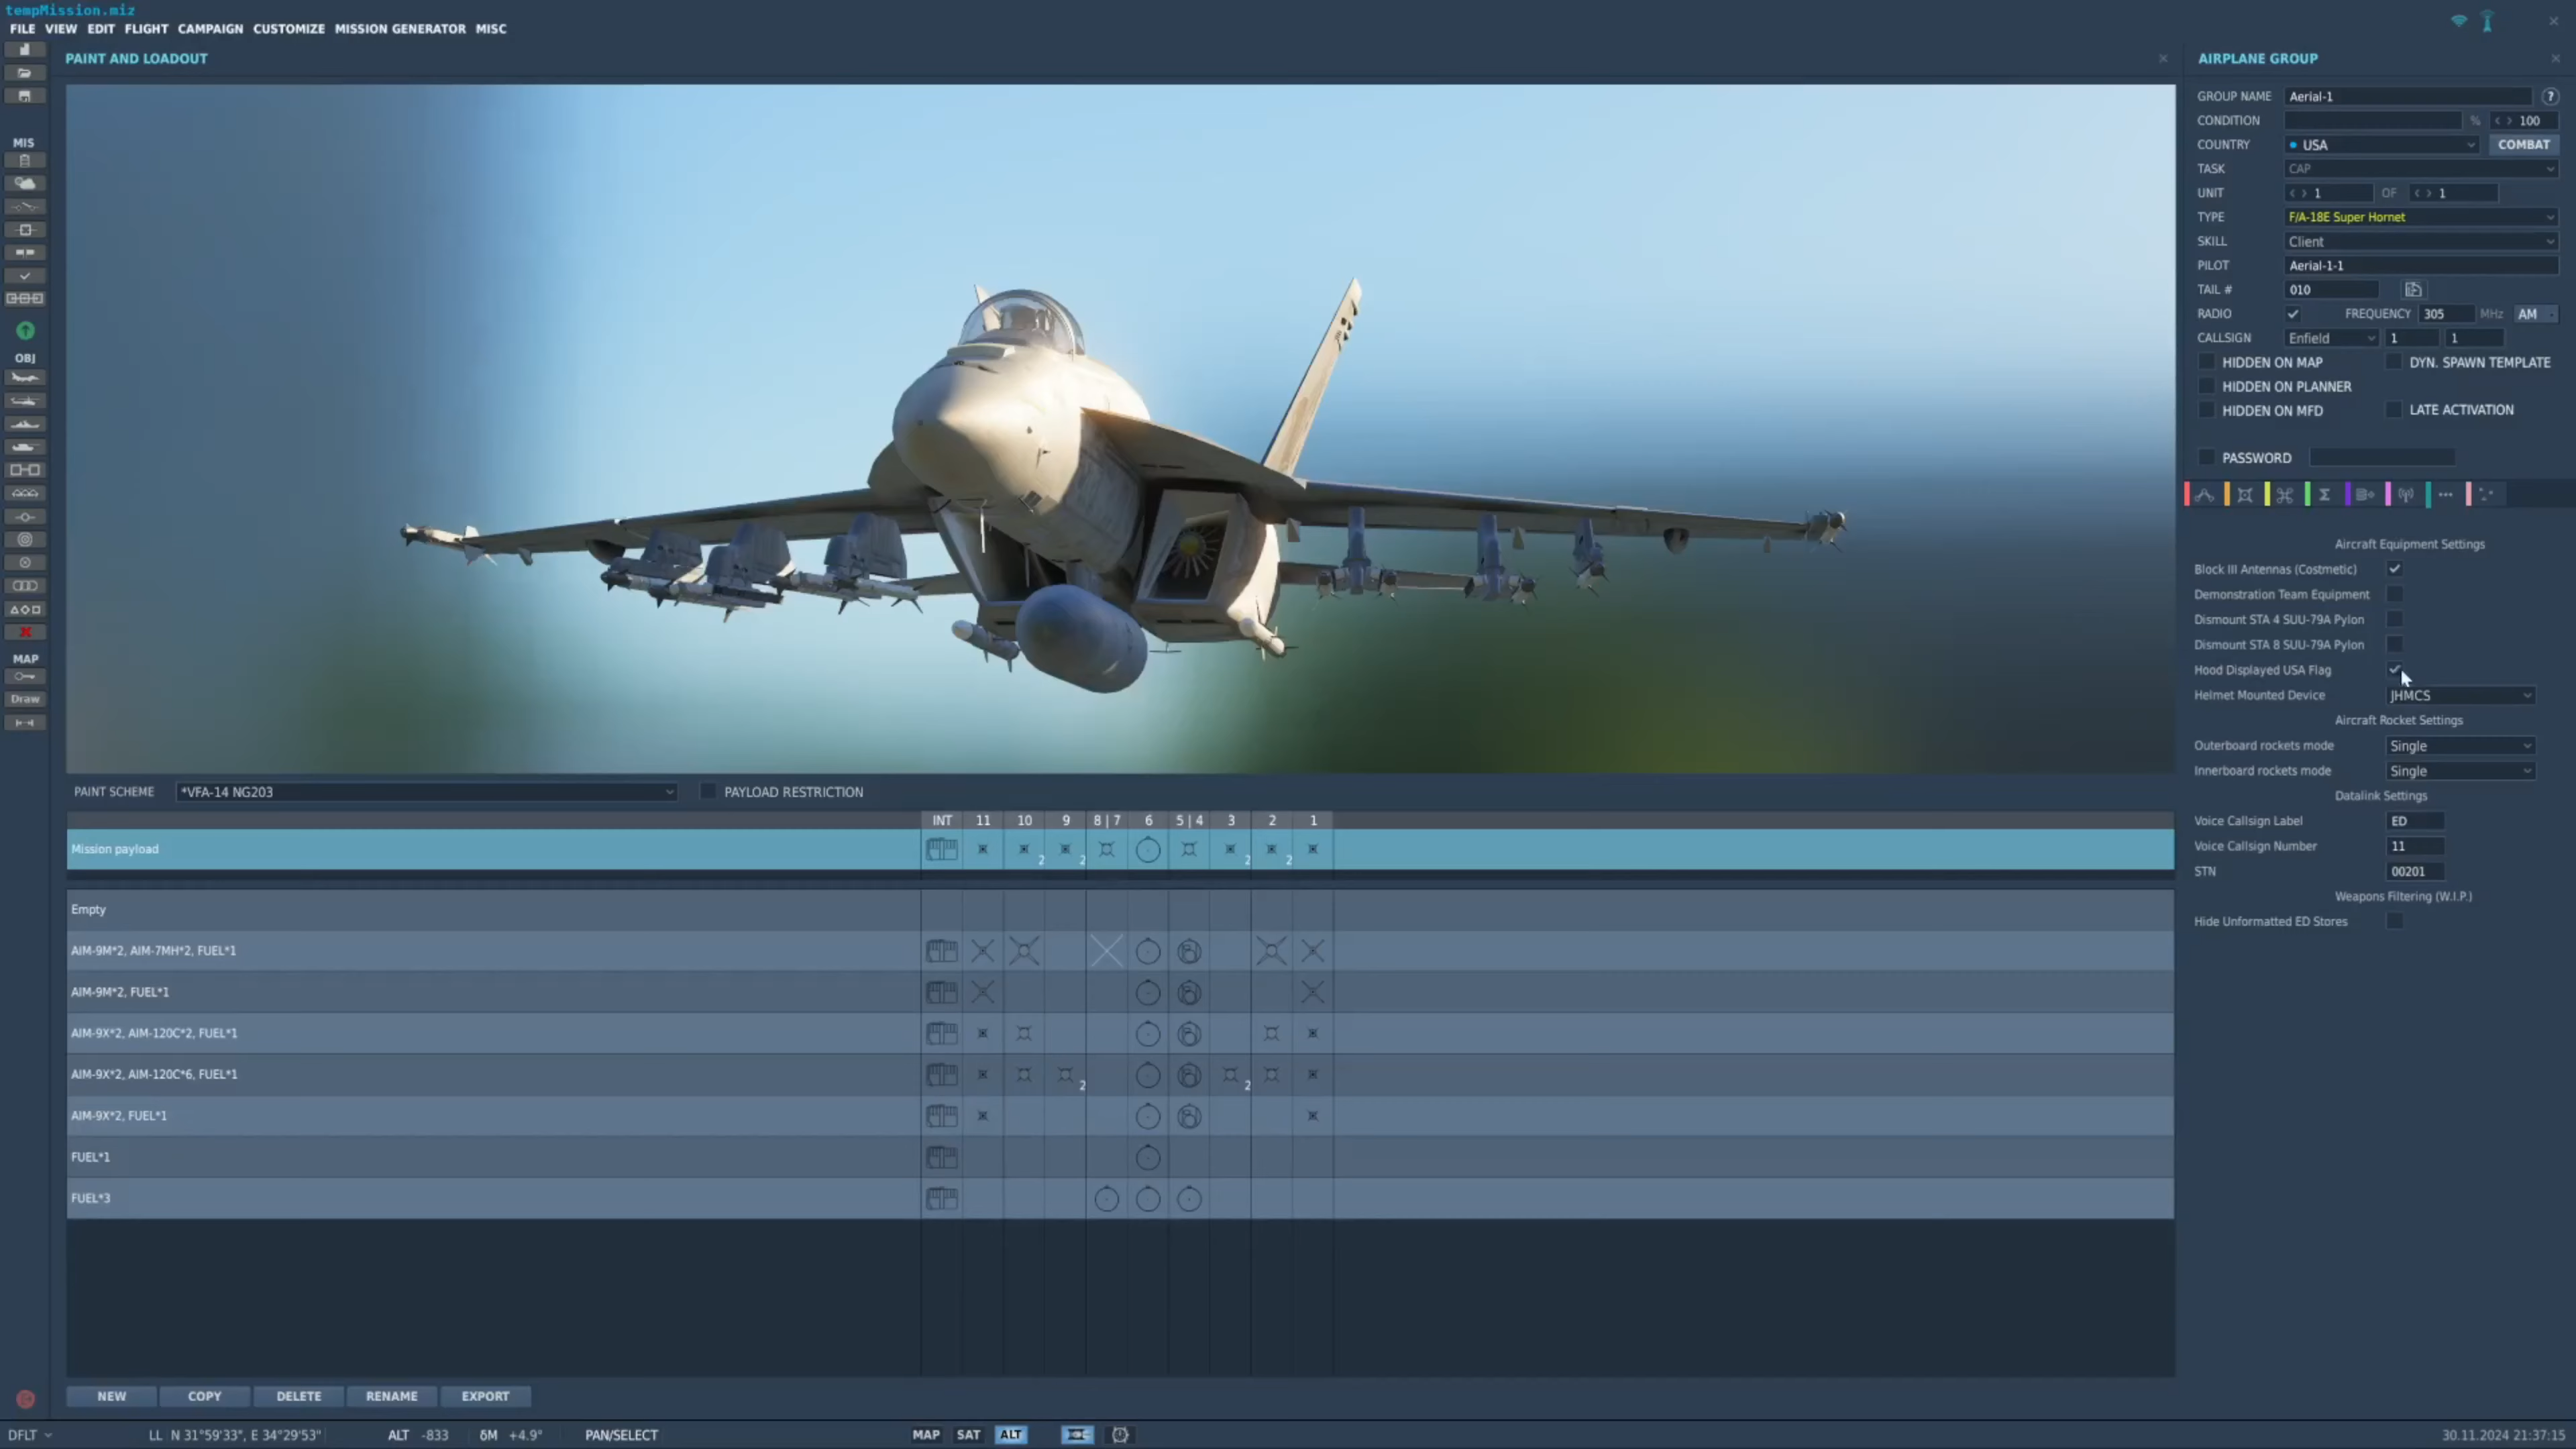 tempMission.miz
FILE VIEW EDIT FLIGHT CAMPAIGN CUSTOMIZE MISSION GENERATOR MISC
PAINT AND LOADOUT
MIS
OBJ
MAP
Draw
PAINT SCHEME *VFA-14 NG203 PAYLOAD RESTRICTION
INT 11 10 9 8|7 6 5|4 3 2 1
Mission payload 2 2 2 2
Empty
AIM-9M*2, AIM-7MH*2, FUEL*1
AIM-9M*2, FUEL*1
AIM-9X*2, AIM-120C*2, FUEL*1
AIM-9X*2, AIM-120C*6, FUEL*1 2 2
AIM-9X*2, FUEL*1
FUEL*1
FUEL*3
NEW COPY DELETE RENAME EXPORT
AIRPLANE GROUP
GROUP NAME Aerial-1 ?
CONDITION % < > 100
COUNTRY USA COMBAT
TASK CAP
UNIT < > 1 OF < > 1
TYPE F/A-18E Super Hornet
SKILL Client
PILOT Aerial-1-1
TAIL # 010
RADIO FREQUENCY 305 MHz AM
CALLSIGN Enfield 1 1
HIDDEN ON MAP DYN. SPAWN TEMPLATE
HIDDEN ON PLANNER
HIDDEN ON MFD LATE ACTIVATION
PASSWORD
Aircraft Equipment Settings
Block III Antennas (Costmetic)
Demonstration Team Equipment
Dismount STA 4 SUU-79A Pylon
Dismount STA 8 SUU-79A Pylon
Hood Displayed USA Flag
Helmet Mounted Device JHMCS
Aircraft Rocket Settings
Outerboard rockets mode Single
Innerboard rockets mode Single
Datalink Settings
Voice Callsign Label ED
Voice Callsign Number 11
STN 00201
Weapons Filtering (W.I.P.)
Hide Unformatted ED Stores
DFLT LL N 31°59'33", E 34°29'53" ALT -833 δM +4.9° PAN/SELECT MAP SAT ALT 30.11.2024 21:37:15